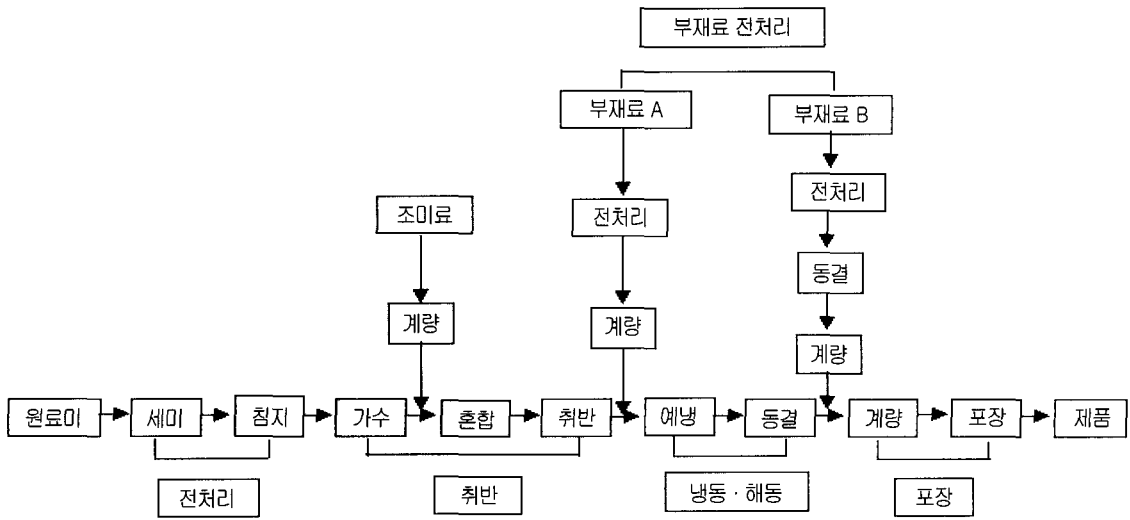 부재료 전처리
부재료 A
부재료 B
전처리
조미료
전처리
동결
계량
계량
계량
원료미
세미
침지
가수
혼합
취반
예냉
동결
계량
포장
제품
전처리
취반
냉동·해동
포장